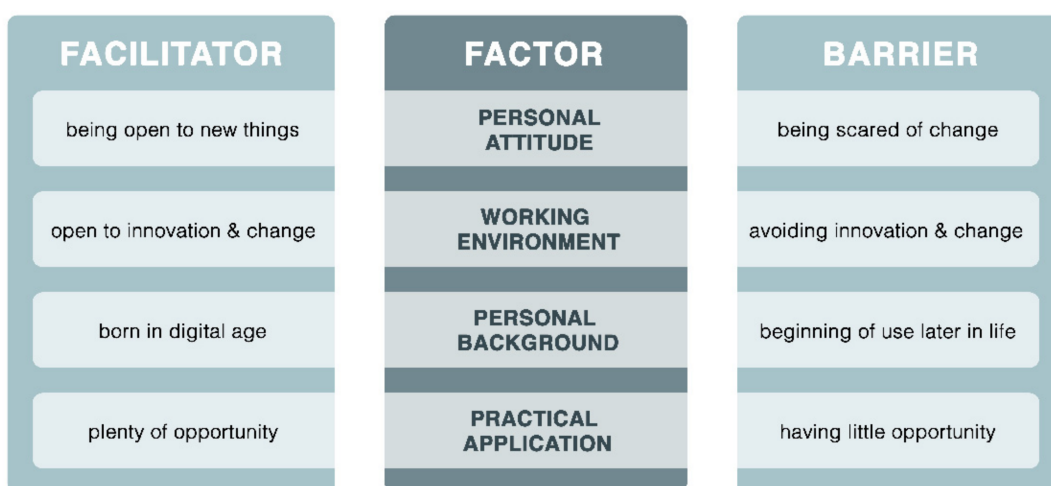 FACILITATOR FACTOR BARRIER
being open to new things PERSONAL ATTITUDE being scared of change
open to innovation & change WORKING ENVIRONMENT avoiding innovation & change
born in digital age PERSONAL BACKGROUND beginning of use later in life
plenty of opportunity PRACTICAL APPLICATION having little opportunity